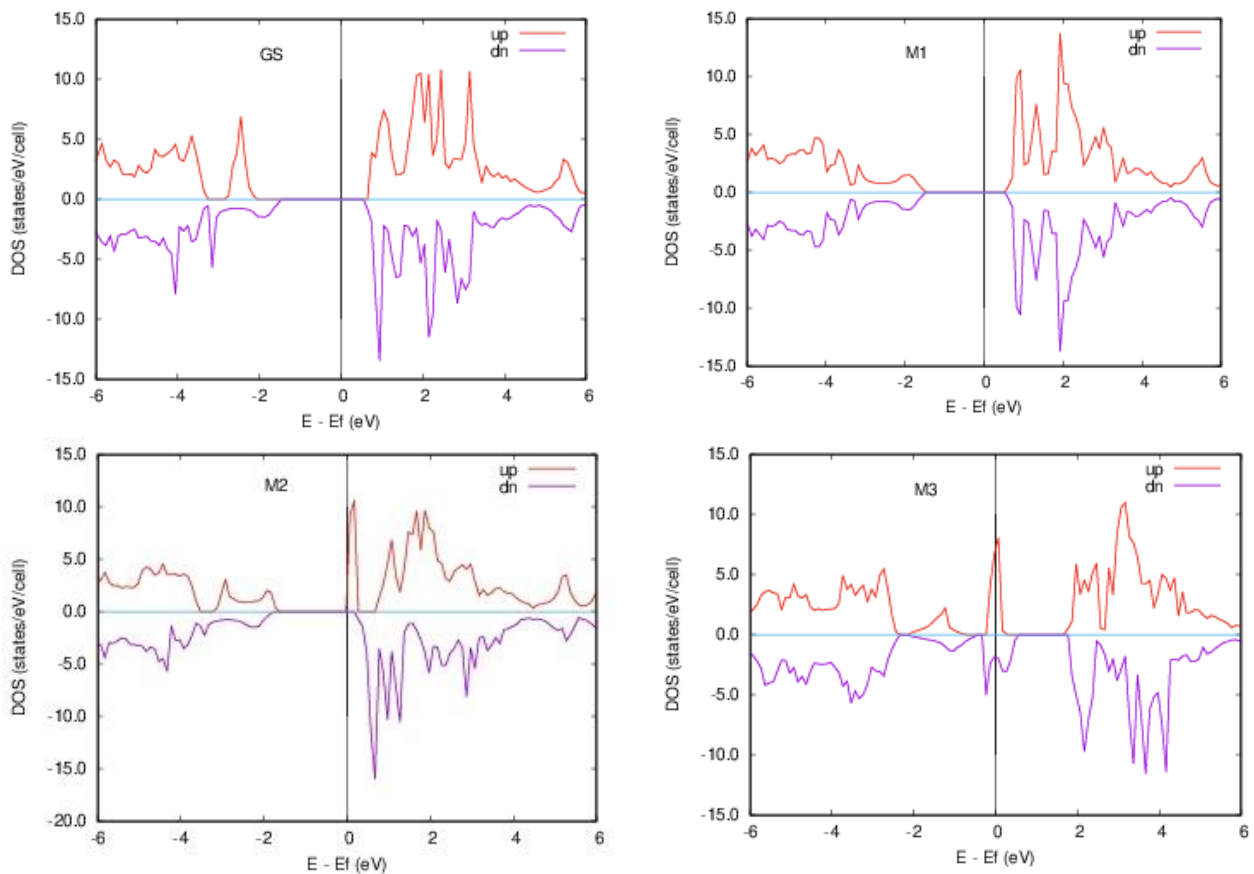 15.0
10.0
5.0
0.0
-5.0
-10.0
-15.0
DOS (states/eV/cell)
GS
up
dn
-6
-4
-2
0
2
4
6
E - Ef (eV)
15.0
10.0
5.0
0.0
-5.0
-10.0
-15.0
DOS (states/eV/cell)
M1
up
dn
-6
-4
-2
0
2
4
6
E - Ef (eV)
15.0
10.0
5.0
0.0
-5.0
-10.0
-15.0
-20.0
DOS (states/eV/cell)
M2
up
dn
-6
-4
-2
0
2
4
6
E - Ef (eV)
15.0
10.0
5.0
0.0
-5.0
-10.0
-15.0
DOS (states/eV/cell)
M3
up
dn
-6
-4
-2
0
2
4
6
E - Ef (eV)